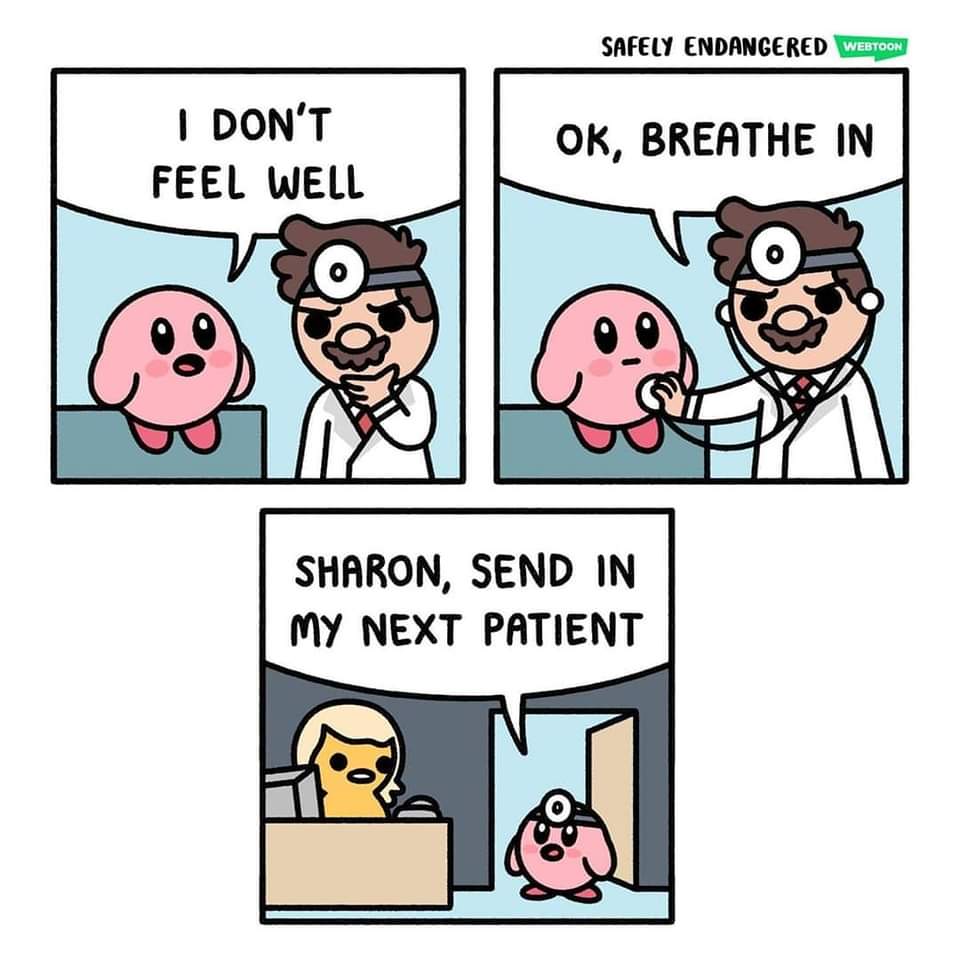 SAFELY ENDANGERED WEBTOON
I DON'T
FEEL WELL
OK, BREATHE IN
SHARON, SEND IN
MY NEXT PATIENT